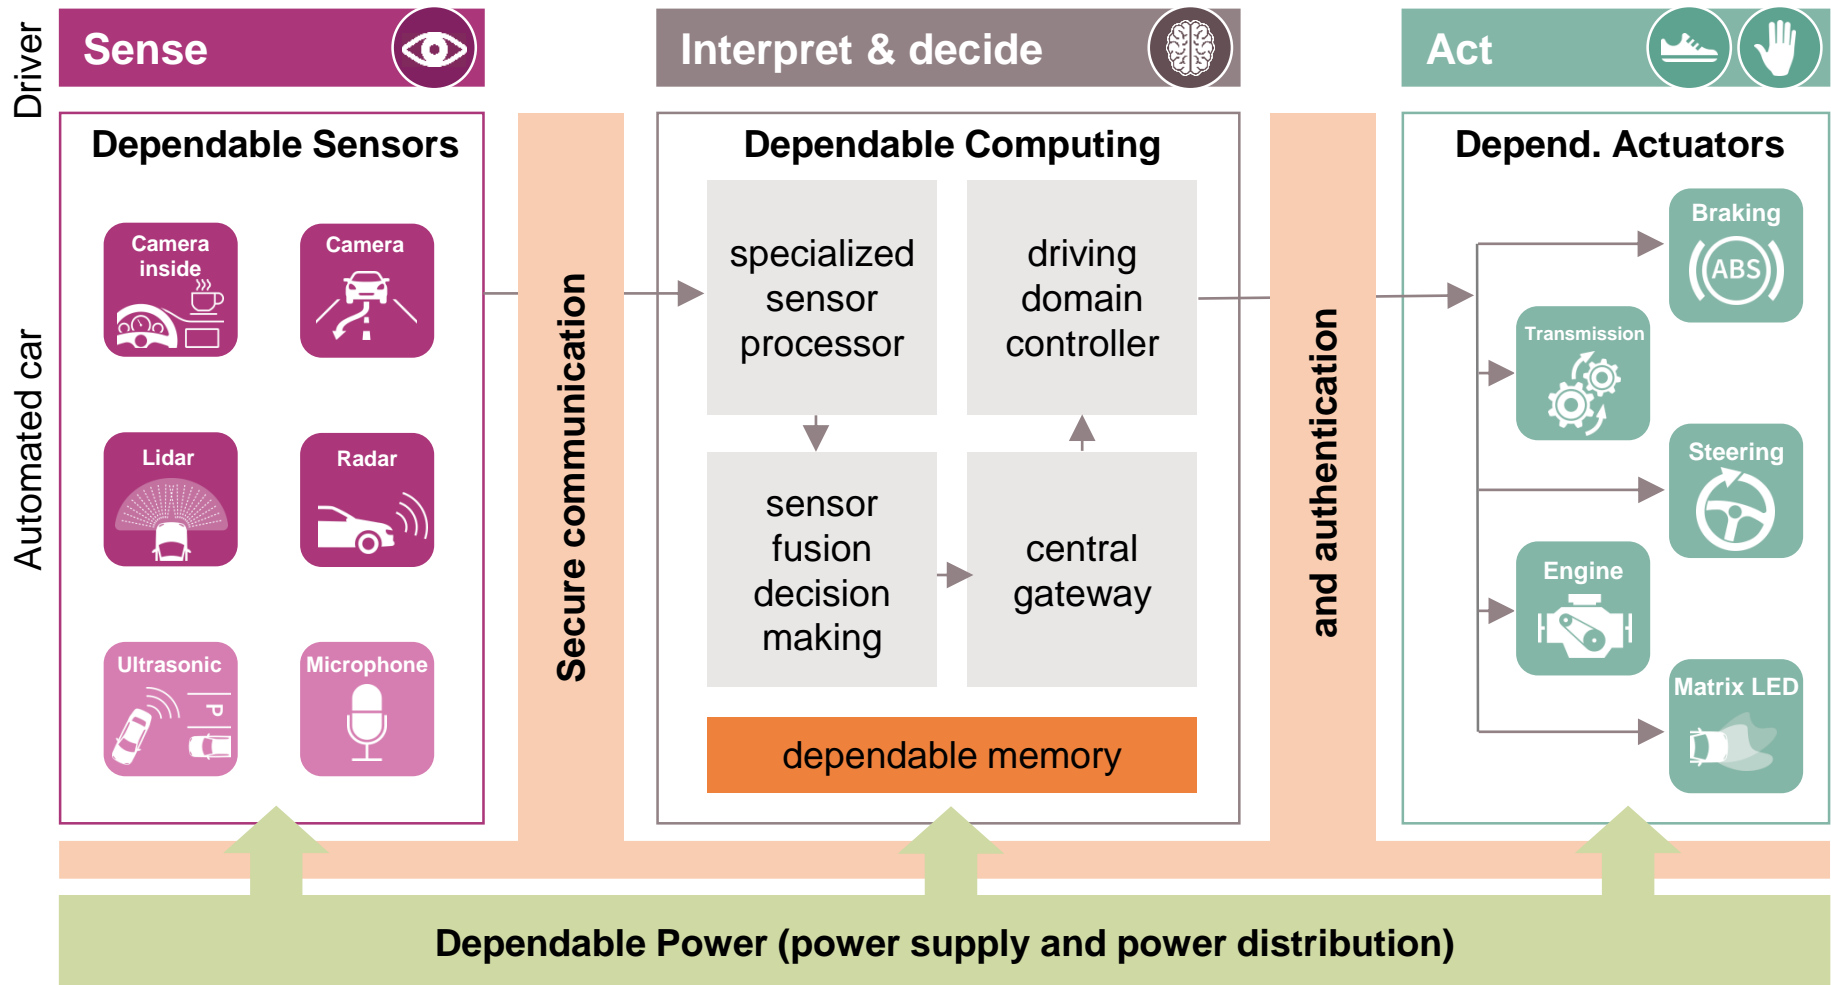 Driver
Sense
Interpret & decide
Act
Automated car
Dependable Sensors
Camera
inside
Camera
Lidar
Radar
Ultrasonic
P
Microphone
Secure communication
Dependable Computing
specialized
sensor
processor
driving
domain
controller
sensor
fusion
decision
making
central
gateway
dependable memory
and authentication
Depend. Actuators
Braking
ABS
Transmission
Steering
Engine
Matrix LED
Dependable Power (power supply and power distribution)